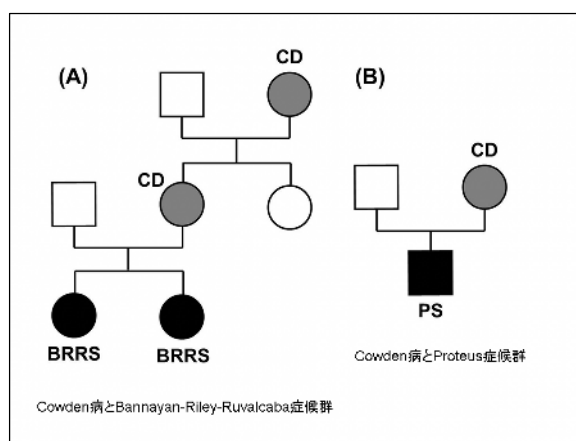 (A)
CD
(B)
CD
CD
BRRS
BRRS
PS
Cowden病とProteus症候群
Cowden病とBannayan-Riley-Ruvalcaba症候群